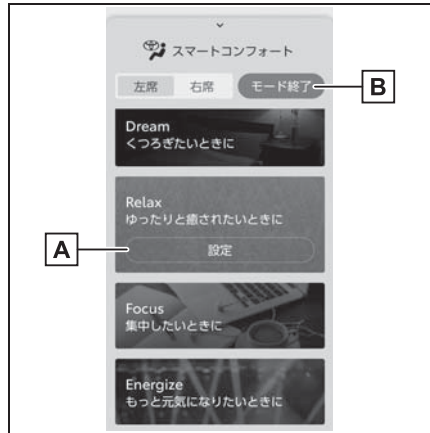 スマートコンフォート
左席 右席 モード終了
B
Dream
くつろぎたいときに
Relax
ゆったりと癒されたいときに
A
設定
Focus
集中したいときに
Energize
もっと元気になりたいときに